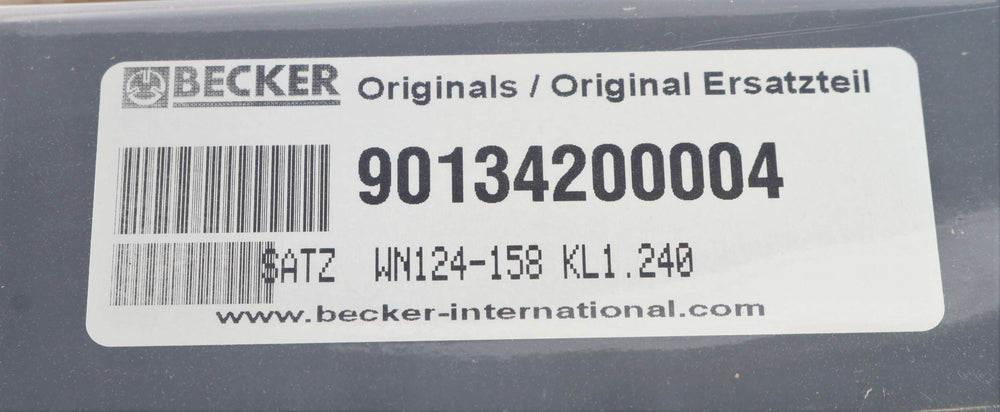 BECKER Originals / Original Ersatzteil
90134200004
SATZ WN124-158 KL1.240
www.becker-international.com